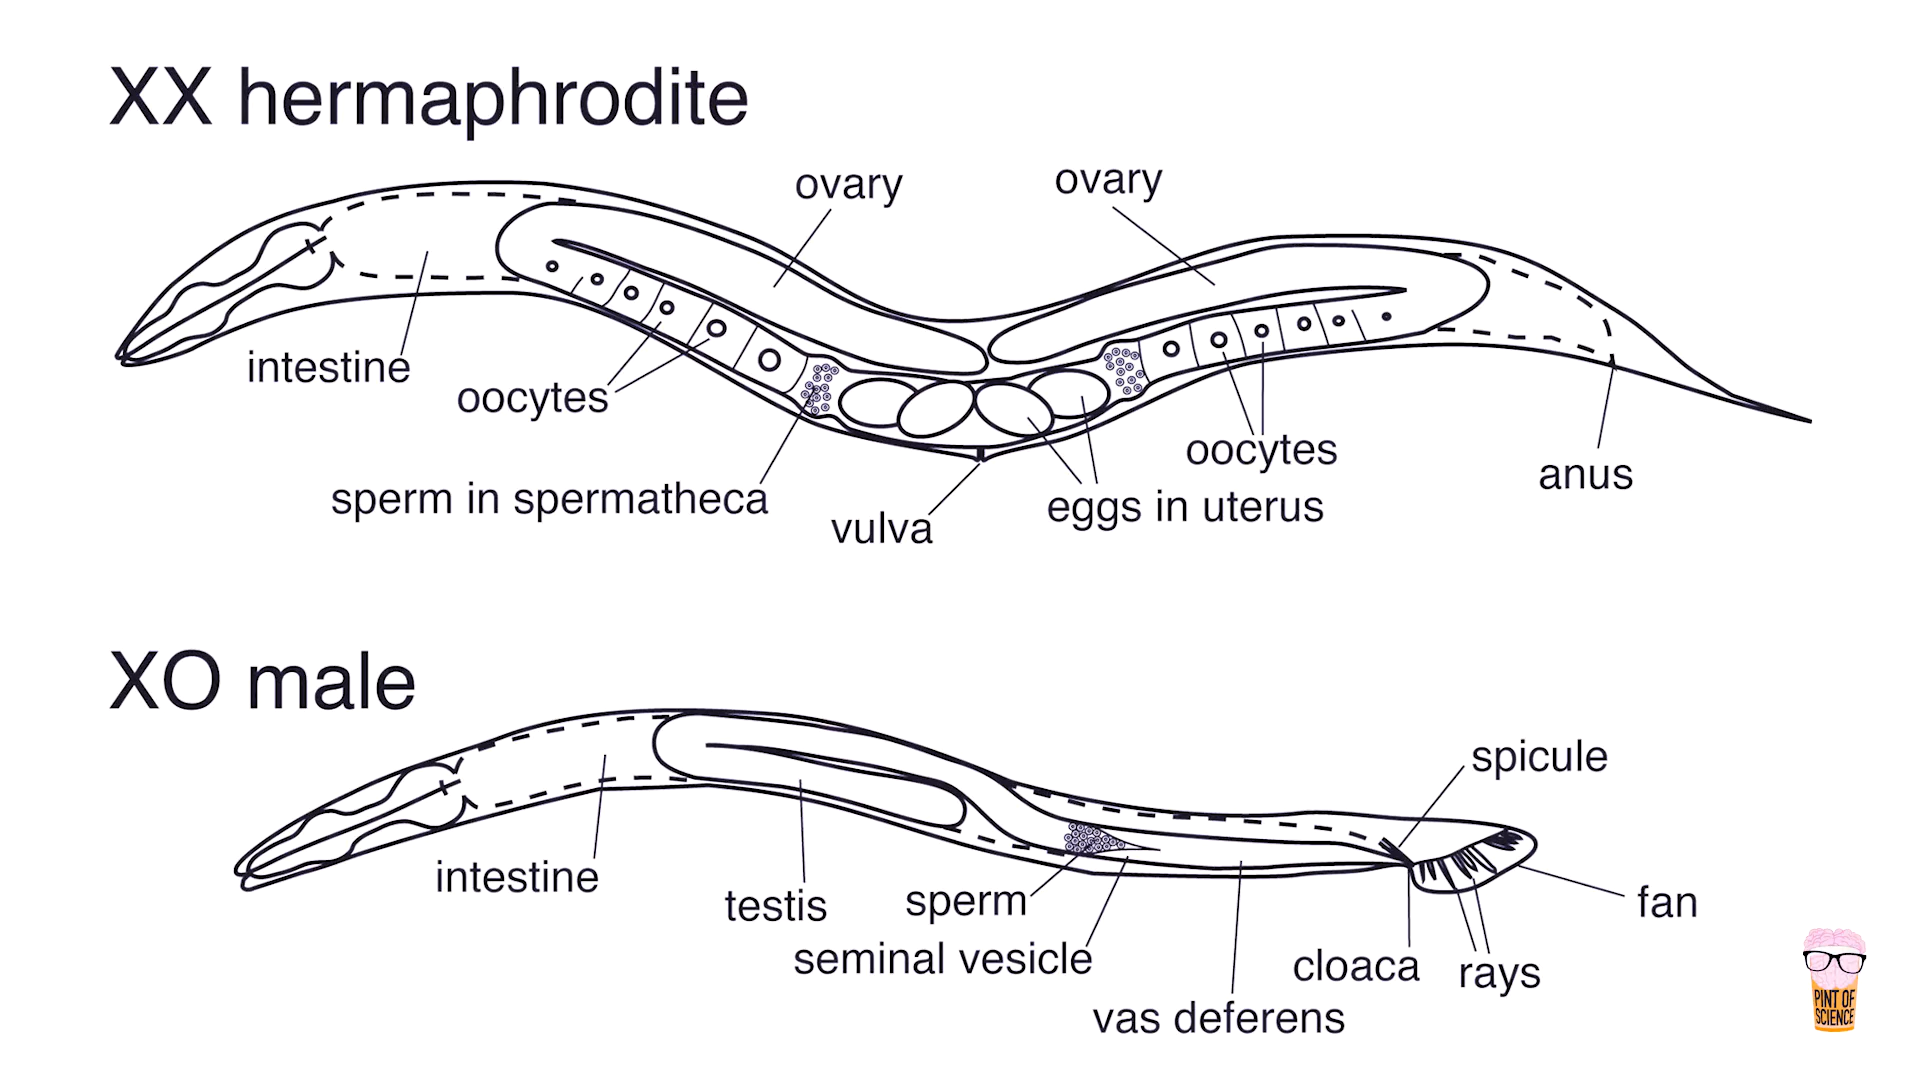 XX hermaphrodite
ovary
ovary
intestine
oocytes
sperm in spermatheca
vulva
eggs in uterus
oocytes
anus
XO male
spicule
intestine
testis
sperm
seminal vesicle
vas deferens
cloaca
rays
fan
PINT OF
SCIENCE